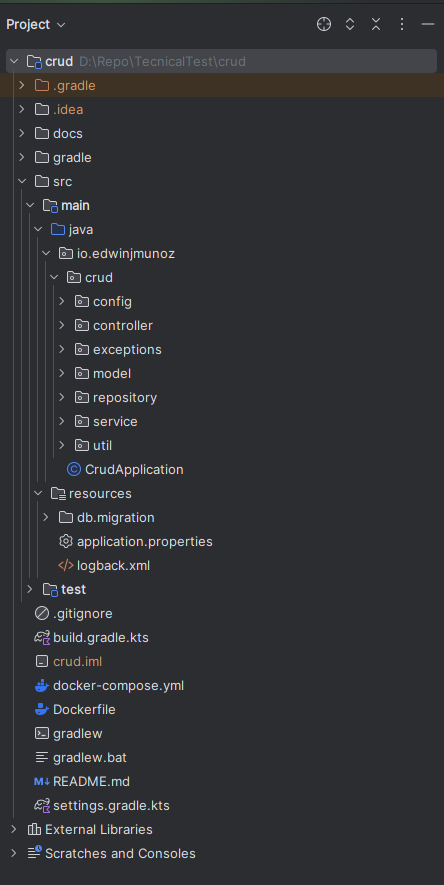 Project
crud D:\Repo\TecnicalTest\crud
.gradle
.idea
docs
gradle
src
main
java
io.edwinjmunoz
crud
config
controller
exceptions
model
repository
service
util
CrudApplication
resources
db.migration
application.properties
logback.xml
test
.gitignore
build.gradle.kts
crud.iml
docker-compose.yml
Dockerfile
gradlew
gradlew.bat
README.md
settings.gradle.kts
External Libraries
Scratches and Consoles